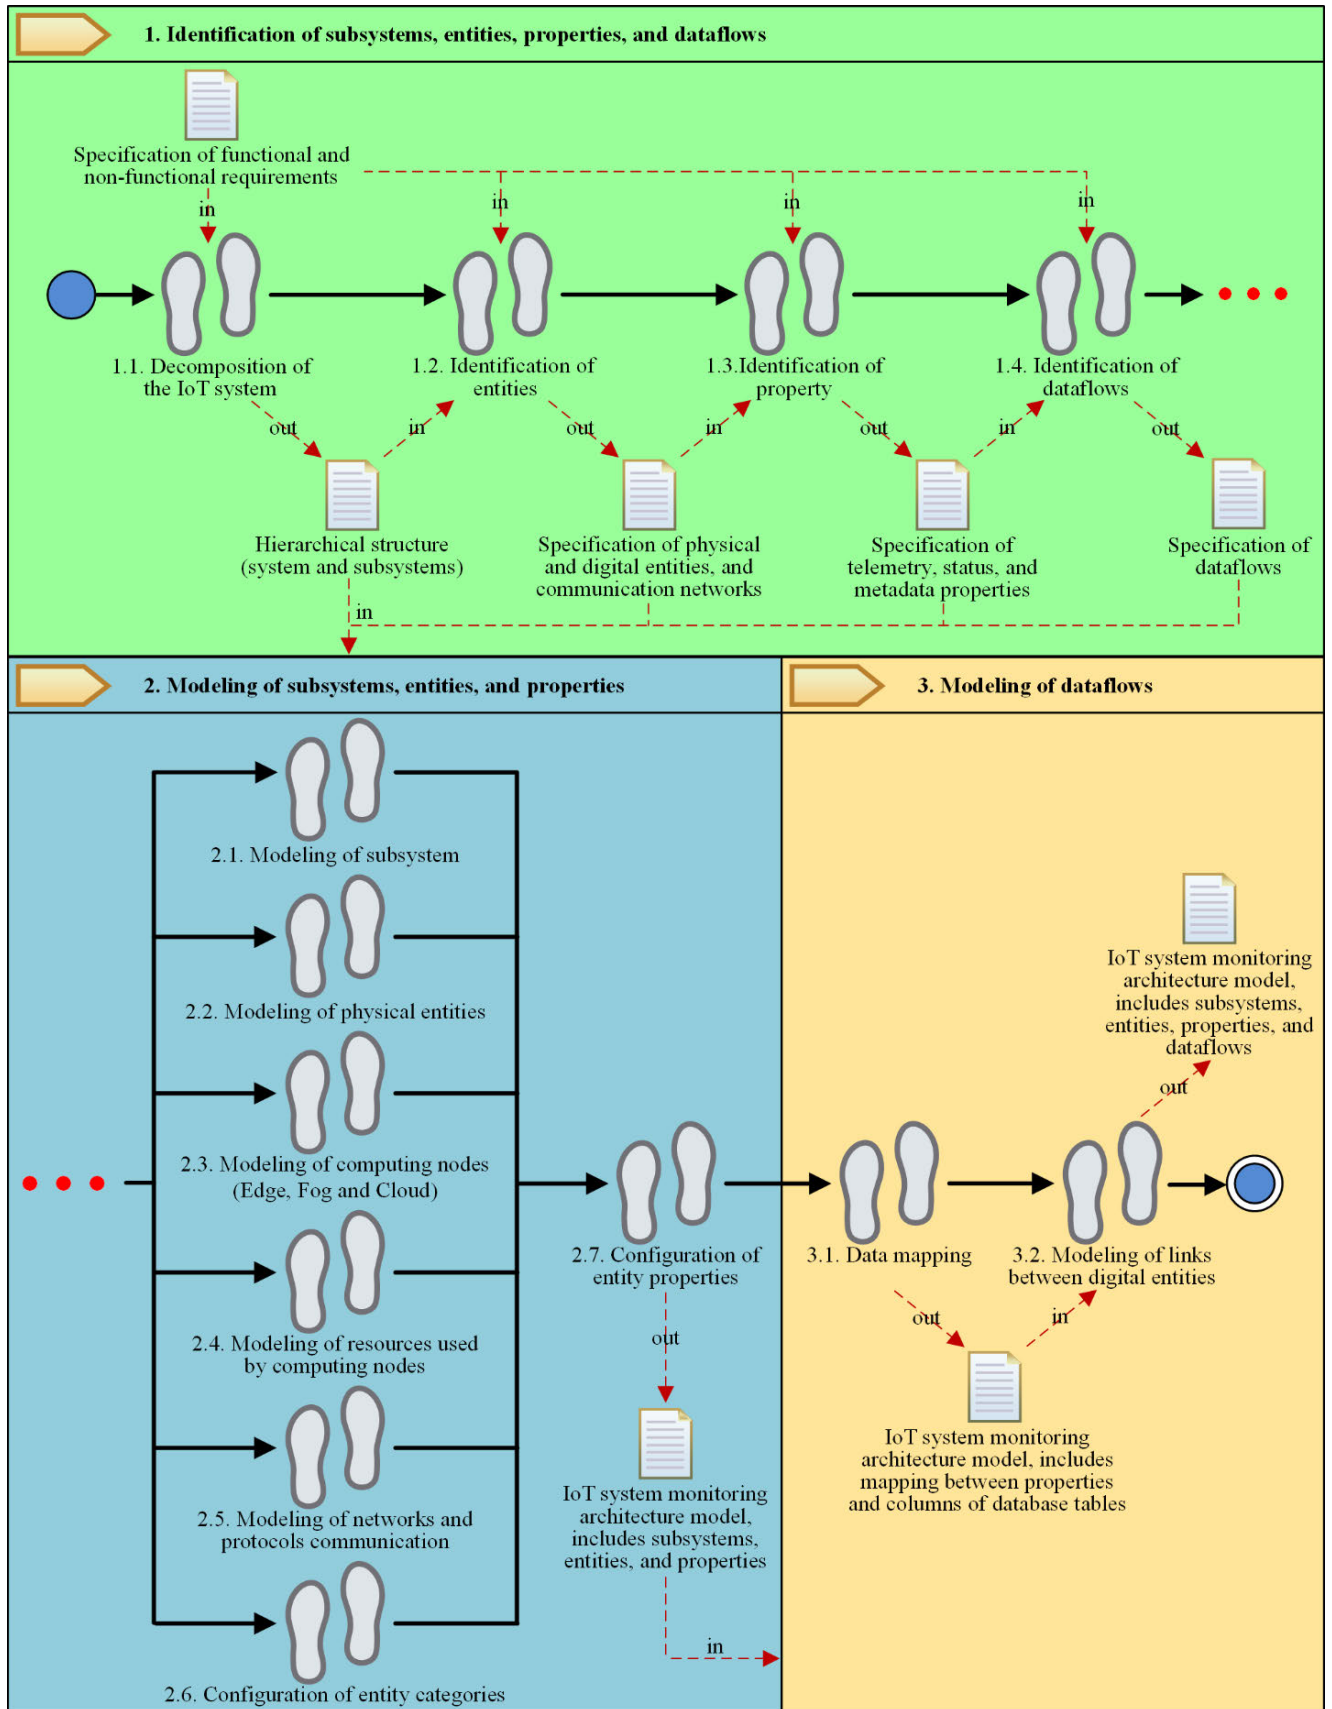 1. Identification of subsystems, entities, properties, and dataflows
Specification of functional and
non-functional requirements
in
in
in
in
1.1. Decomposition of
the IoT system
1.2. Identification of
entities
1.3.Identification of
property
1.4. Identification of
dataflows
out
in
out
in
out
in
out
Hierarchical structure
(system and subsystems)
Specification of physical
and digital entities, and
communication networks
Specification of
telemetry, status, and
metadata properties
Specification of
dataflows
in
2. Modeling of subsystems, entities, and properties
2.1. Modeling of subsystem
2.2. Modeling of physical entities
2.3. Modeling of computing nodes
(Edge, Fog and Cloud)
2.4. Modeling of resources used
by computing nodes
2.5. Modeling of networks and
protocols communication
2.6. Configuration of entity categories
2.7. Configuration of
entity properties
out
IoT system monitoring
architecture model,
includes subsystems,
entities, and properties
in
3. Modeling of dataflows
IoT system monitoring
architecture model,
includes subsystems,
entities, properties, and
dataflows
out
3.1. Data mapping
3.2. Modeling of links
between digital entities
out
in
IoT system monitoring
architecture model, includes
mapping between properties
and columns of database tables